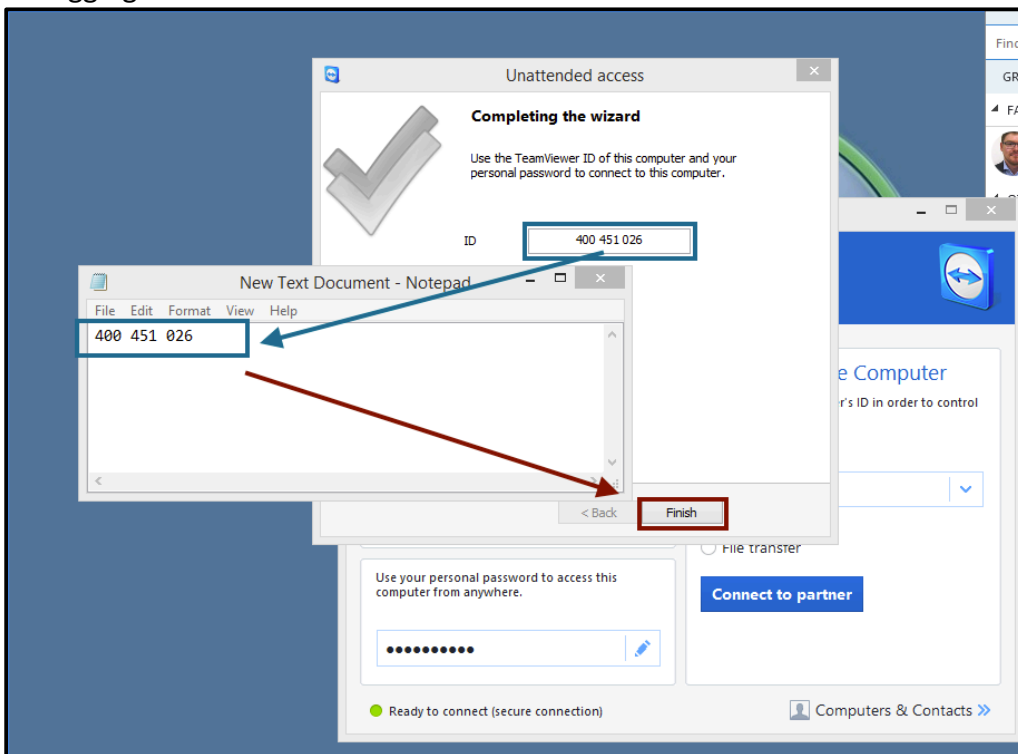 Unattended access
Completing the wizard
Use the TeamViewer ID of this computer and your
personal password to connect to this computer.
ID 400 451 026
New Text Document - Notepad
File Edit Format View Help
400 451 026
< Back Finish
Find
GR
FA
e Computer
r's ID in order to control
File transfer
Connect to partner
Use your personal password to access this
computer from anywhere.
••••••••••
Ready to connect (secure connection)
Computers & Contacts